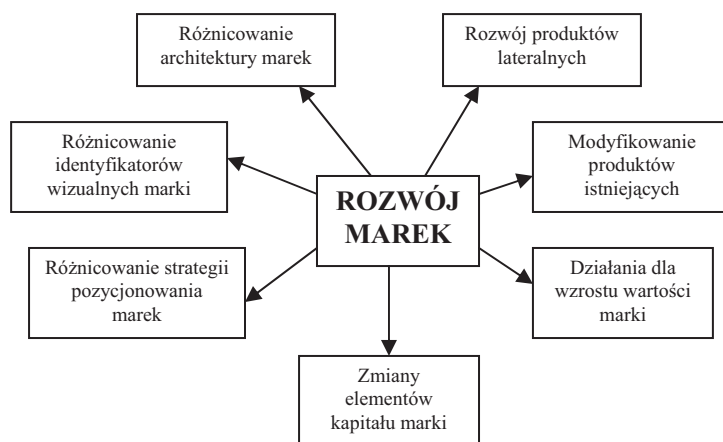 Różnicowanie
architektury marek
Rozwój produktów
lateralnych
Różnicowanie
identyfikatorów
wizualnych marki
ROZWÓJ
MAREK
Modyfikowanie
produktów
istniejących
Różnicowanie strategii
pozycjonowania
marek
Działania dla
wzrostu wartości
marki
Zmiany
elementów
kapitału marki